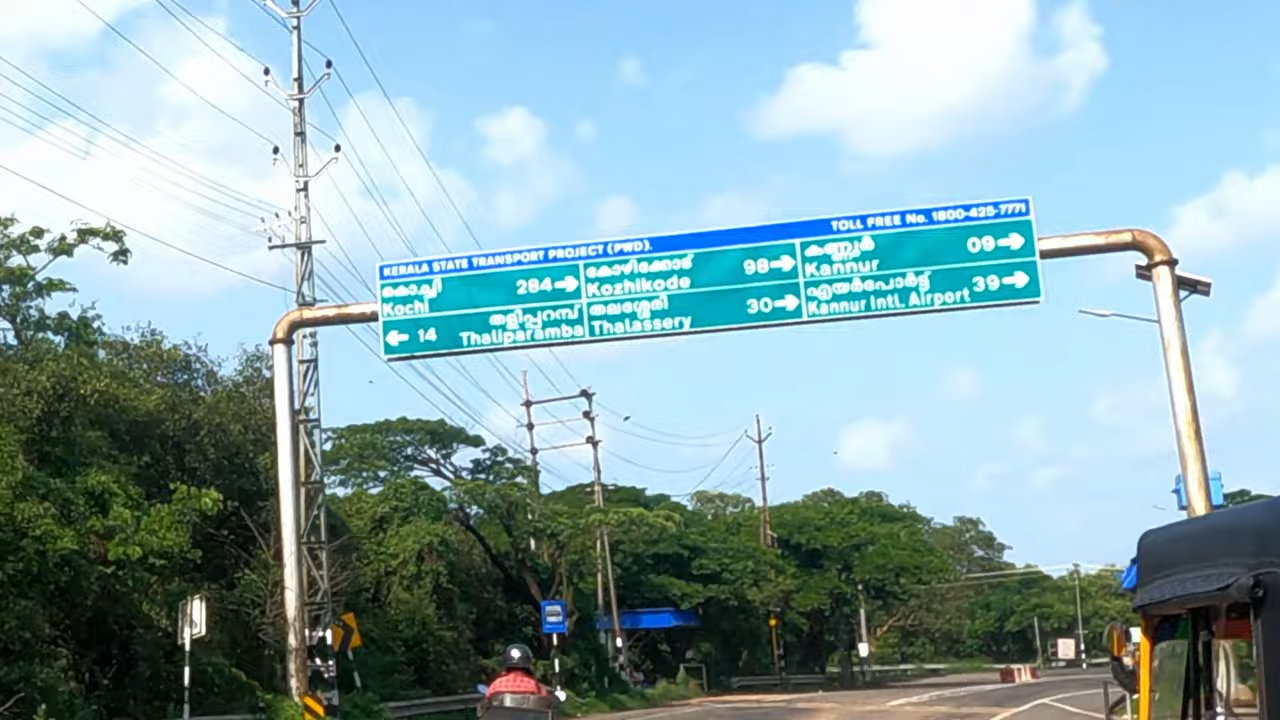 KERALA STATE TRANSPORT PROJECT (PWD).
TOLL FREE No. 1800-425-7771
കൊച്ചി
Kochi
284
14
തളിപ്പറമ്പ്
Thaliparamba
കോഴിക്കോട്
Kozhikode
98
തലശ്ശേരി
Thalassery
30
കണ്ണൂർ
Kannur
09
എയർപോർട്ട്
Kannur Intl. Airport
39